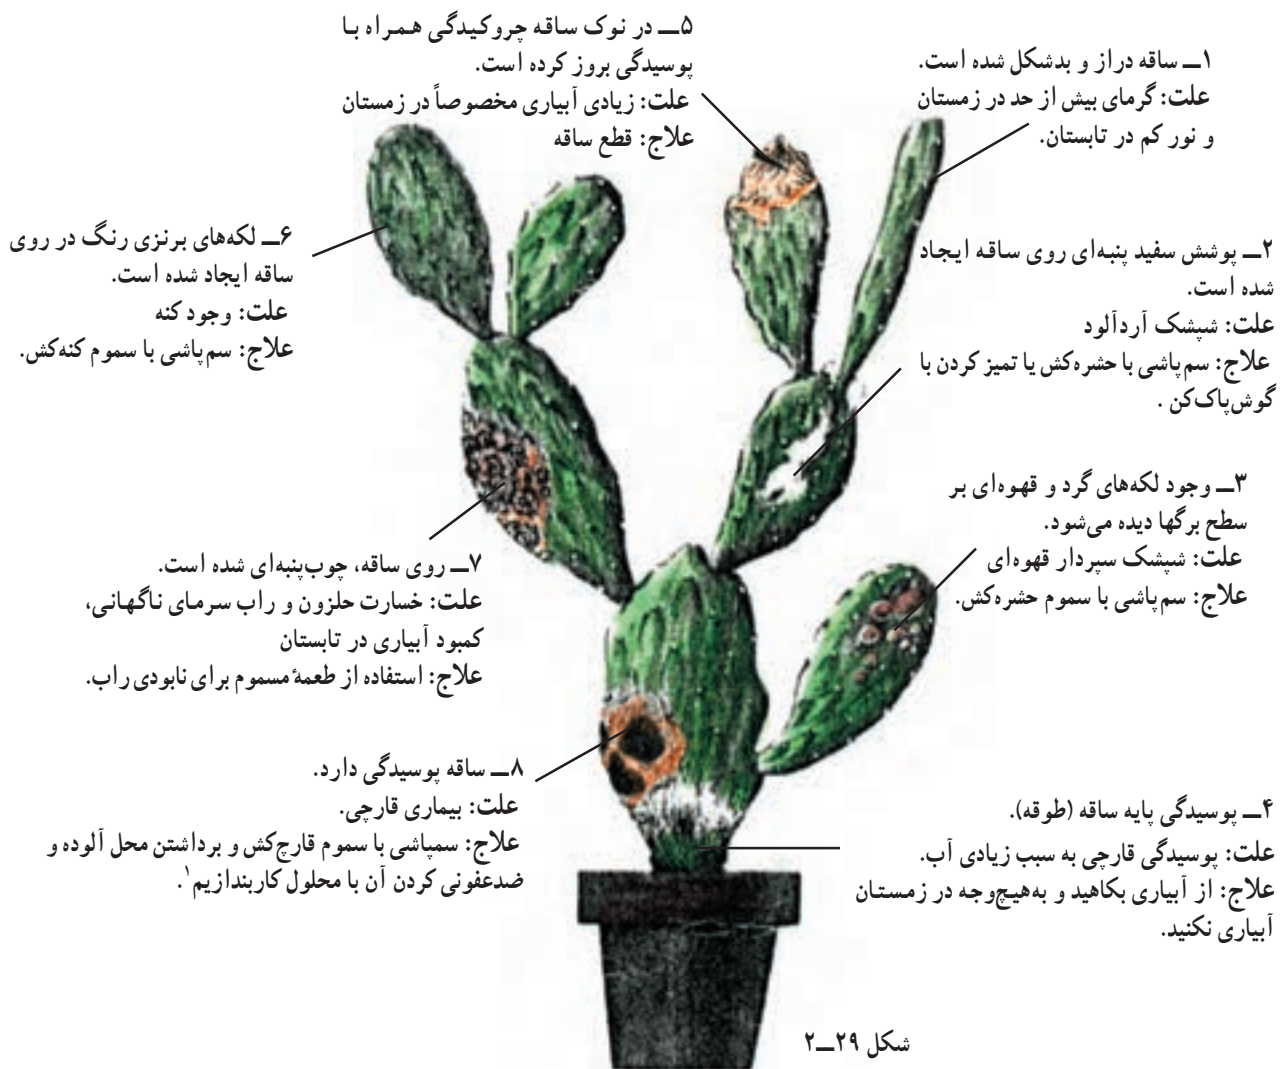 ۱ــ ساقه دراز و بدشکل شده است.
علت: گرمای بیش از حد در زمستان
و نور کم در تابستان.
۲ــ پوشش سفید پنبه‌ای روی ساقه ایجاد
شده است.
علت: شپشک آردآلود
علاج: سم‌پاشی با حشره‌کش یا تمیز کردن با
گوش‌پاک‌کن .
۳ــ وجود لکه‌های گرد و قهوه‌ای بر
سطح برگها دیده می‌شود.
علت: شپشک سپردار قهوه‌ای
علاج: سم‌پاشی با سموم حشره‌کش.
۴ــ پوسیدگی پایه ساقه (طوقه).
علت: پوسیدگی قارچی به سبب زیادی آب.
علاج: از آبیاری بکاهید و به‌هیچ‌وجه در زمستان
آبیاری نکنید.
۵ــ در نوک ساقه چروکیدگی همراه با
پوسیدگی بروز کرده است.
علت: زیادی آبیاری مخصوصاً در زمستان
علاج: قطع ساقه
۶ــ لکه‌های برنزی رنگ در روی
ساقه ایجاد شده است.
علت: وجود کنه
علاج: سم‌پاشی با سموم کنه‌کش.
۷ــ روی ساقه، چوب‌پنبه‌ای شده است.
علت: خسارت حلزون و راب سرمای ناگهانی،
کمبود آبیاری در تابستان
علاج: استفاده از طعمهٔ مسموم برای نابودی راب.
۸ــ ساقه پوسیدگی دارد.
علت: بیماری قارچی.
علاج: سمپاشی با سموم قارچ‌کش و برداشتن محل آلوده و
ضدعفونی کردن آن با محلول کاربندازیم۱.
شکل ۲۹ــ۲